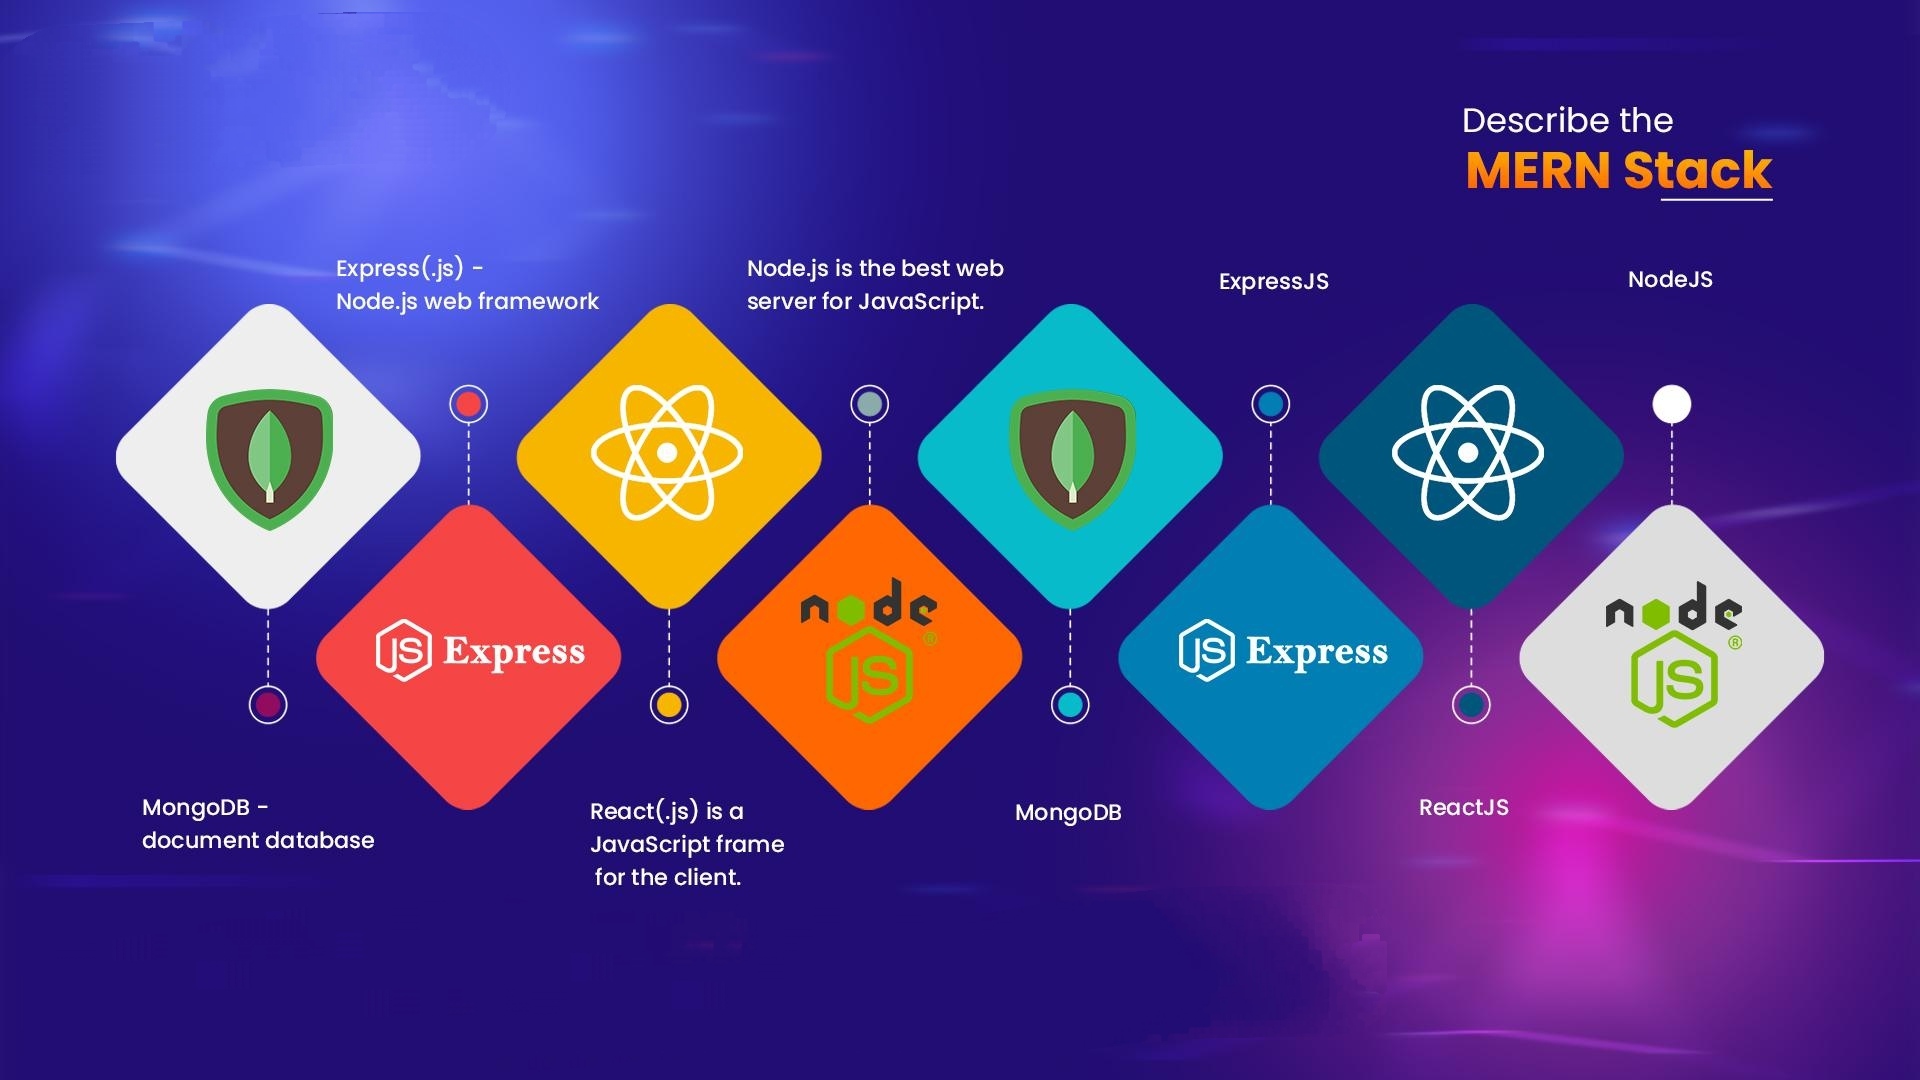 Describe the
MERN Stack
Express(.js) -
Node.js web framework
Node.js is the best web
server for JavaScript.
ExpressJS
NodeJS
JS Express
node
JS
®
JS Express
node
JS
®
MongoDB -
document database
React(.js) is a
JavaScript frame
for the client.
MongoDB
ReactJS